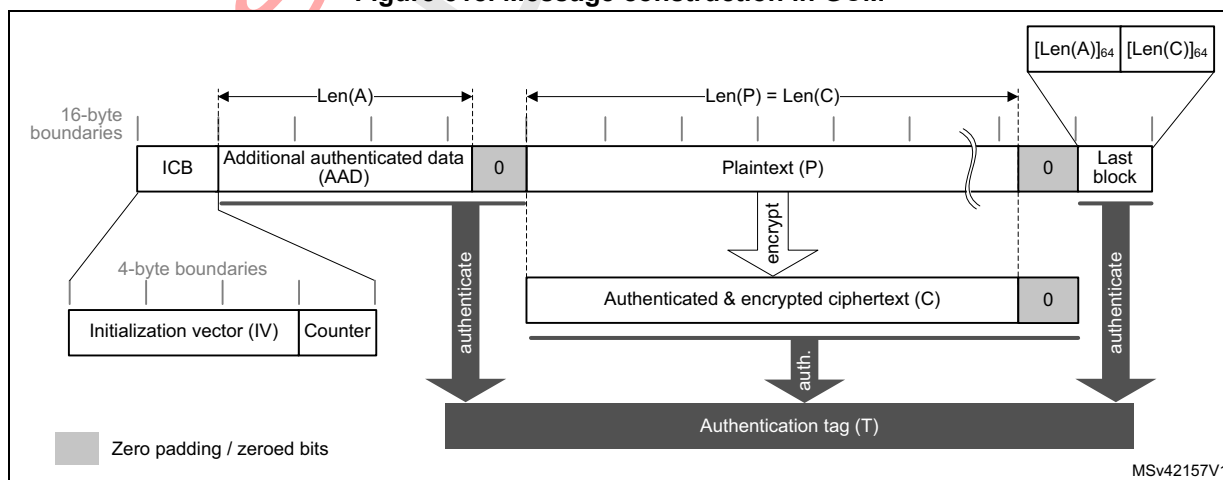 [Len(A)]64 [Len(C)]64
Len(A)
Len(P) = Len(C)
16-byte
boundaries
ICB
Additional authenticated data
(AAD)
0
Plaintext (P)
0
Last
block
encrypt
4-byte boundaries
authenticate
Authenticated & encrypted ciphertext (C)
0
authenticate
Initialization vector (IV)
Counter
auth.
Authentication tag (T)
Zero padding / zeroed bits
MSv42157V1